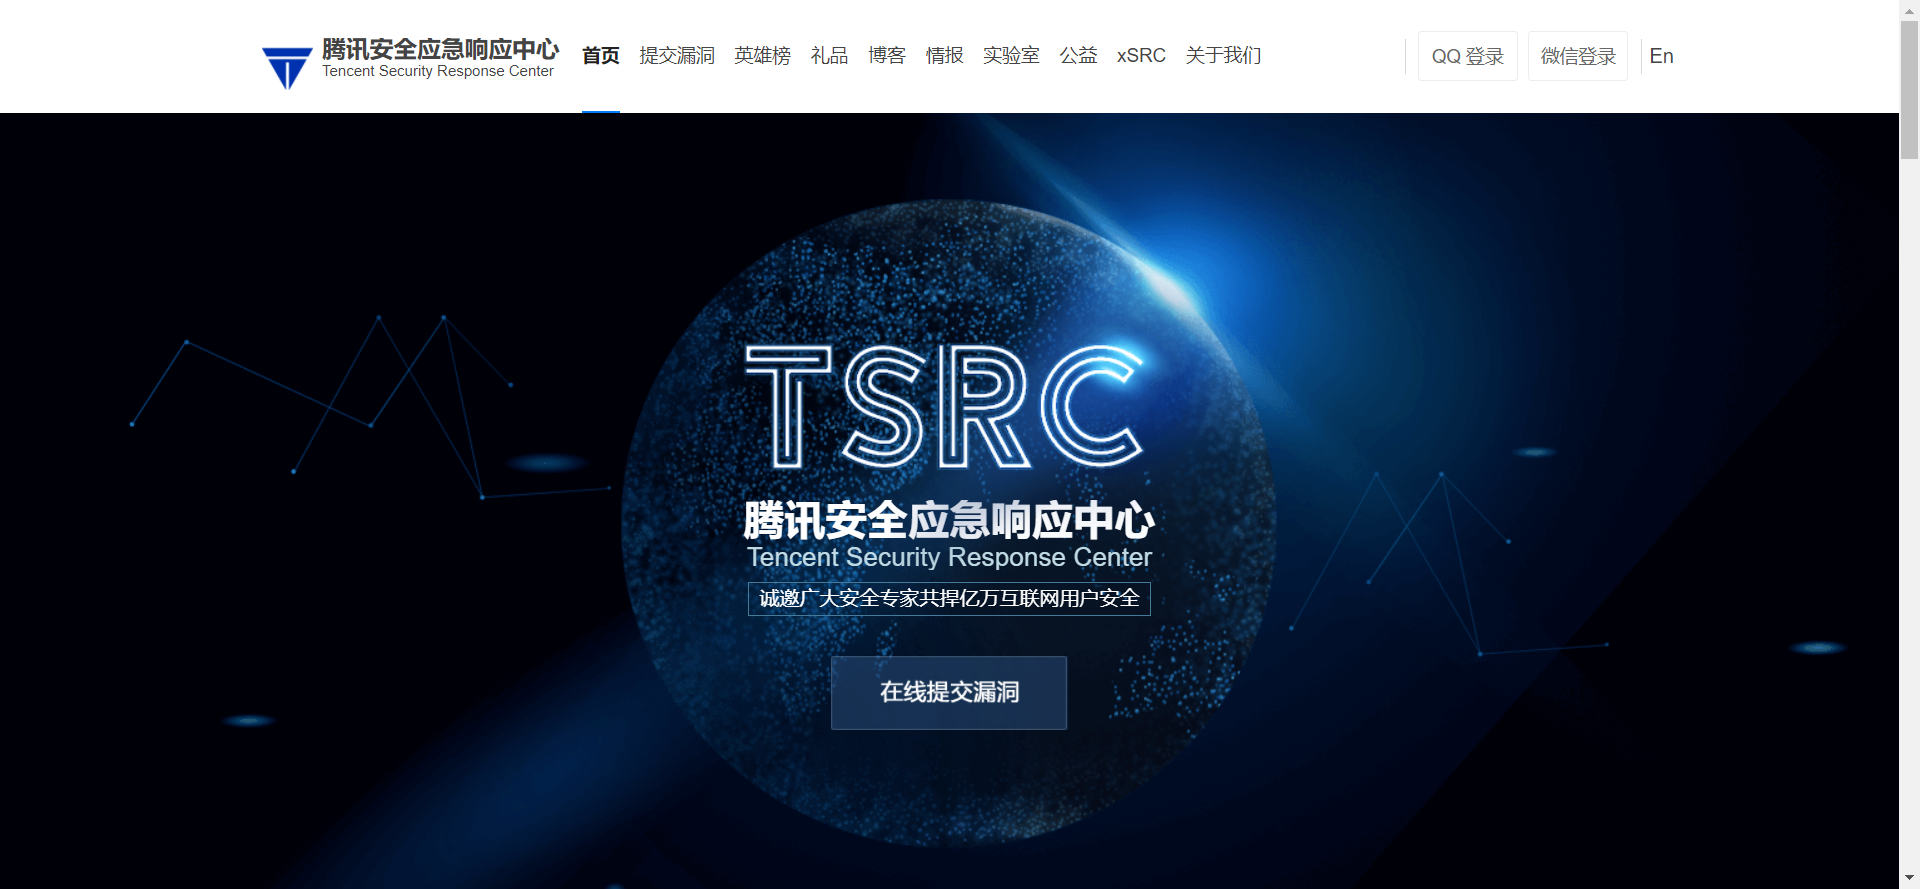 腾讯安全应急响应中心
Tencent Security Response Center
首页 提交漏洞 英雄榜 礼品 博客 情报 实验室 公益 xSRC 关于我们
QQ 登录 微信登录 En
TSRC
腾讯安全应急响应中心
Tencent Security Response Center
诚邀广大安全专家共捍亿万互联网用户安全
在线提交漏洞